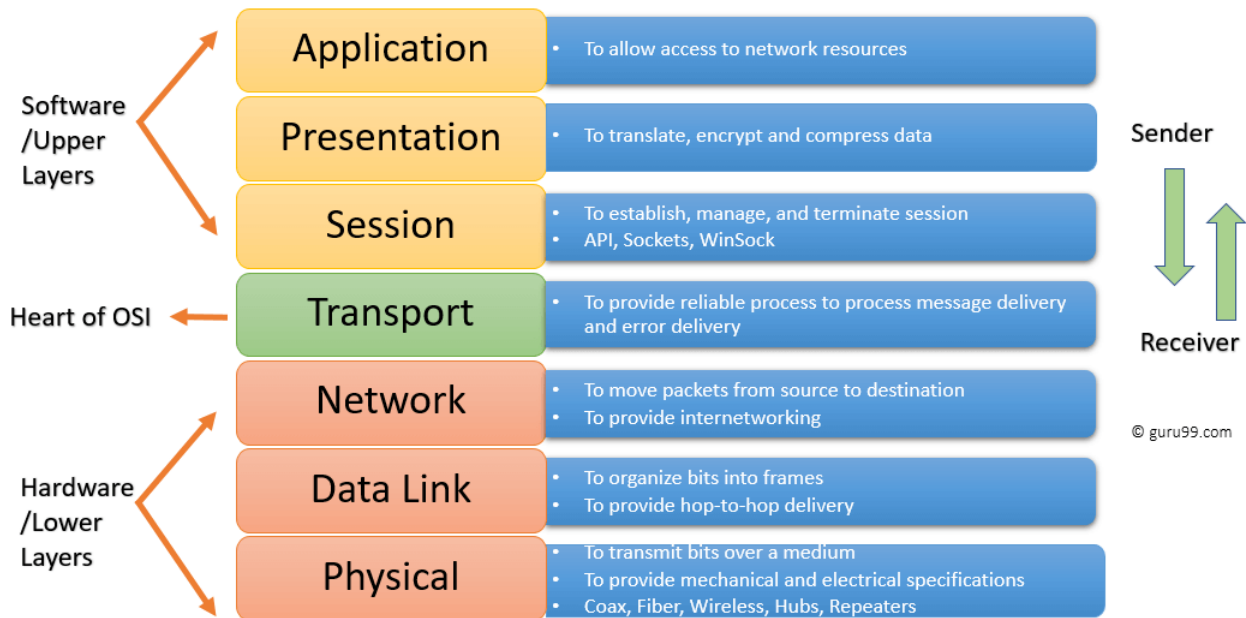 Application
• To allow access to network resources
Software
/Upper
Layers
Presentation
• To translate, encrypt and compress data
Sender
Session
• To establish, manage, and terminate session
• API, Sockets, WinSock
Heart of OSI
Transport
• To provide reliable process to process message delivery
and error delivery
Receiver
Network
• To move packets from source to destination
• To provide internetworking
© guru99.com
Hardware
/Lower
Layers
Data Link
• To organize bits into frames
• To provide hop-to-hop delivery
Physical
• To transmit bits over a medium
• To provide mechanical and electrical specifications
• Coax, Fiber, Wireless, Hubs, Repeaters